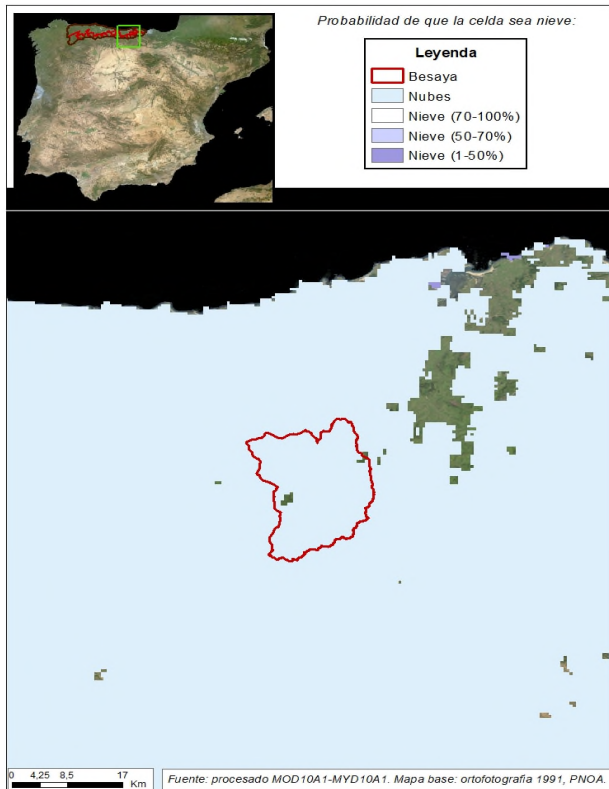 Probabilidad de que la celda sea nieve:
Leyenda
Besaya
Nubes
Nieve (70-100%)
Nieve (50-70%)
Nieve (1-50%)
0 4,25 8,5 17
Km
Fuente: procesado MOD10A1-MYD10A1. Mapa base: ortofotografia 1991, PNOA.